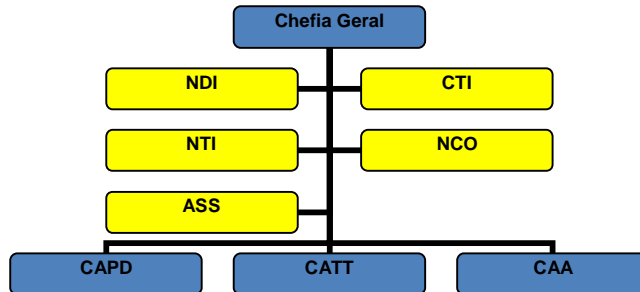 Chefia Geral
NDI
CTI
NTI
NCO
ASS
CAPD
CATT
CAA